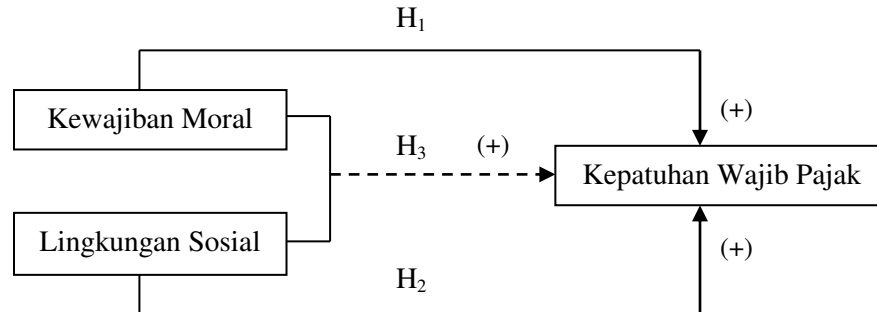 H₁
Kewajiban Moral
(+)
H₃ (+)
Kepatuhan Wajib Pajak
Lingkungan Sosial
(+)
H₂